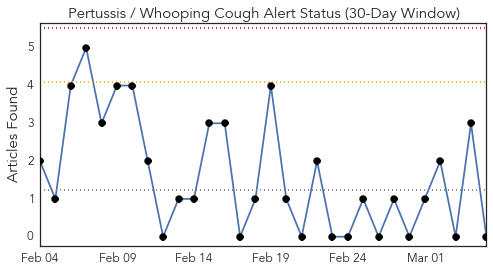 Pertussis / Whooping Cough Alert Status (30-Day Window)
Articles Found
5
4
3
2
1
0
Feb 04 Feb 09 Feb 14 Feb 19 Feb 24 Mar 01